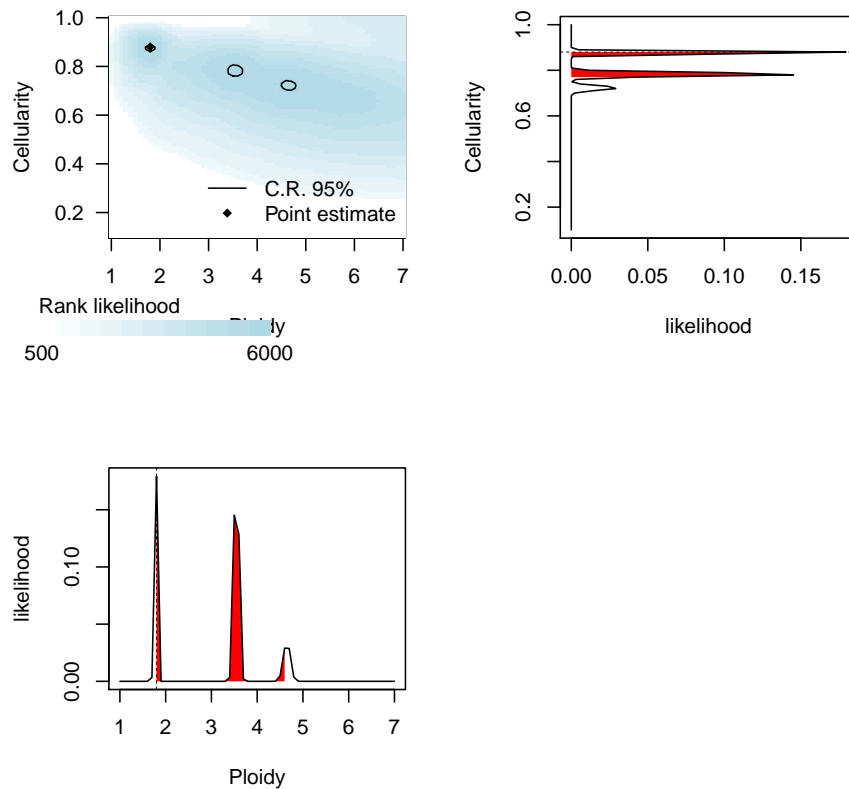 Cellularity
1.0
0.8
0.6
0.4
0.2
C.R. 95%
Point estimate
1 2 3 4 5 6 7
Ploidy
Rank likelihood
500 6000
Cellularity
1.0
0.6
0.2
0.00 0.05 0.10 0.15
likelihood
likelihood
0.10
0.00
1 2 3 4 5 6 7
Ploidy